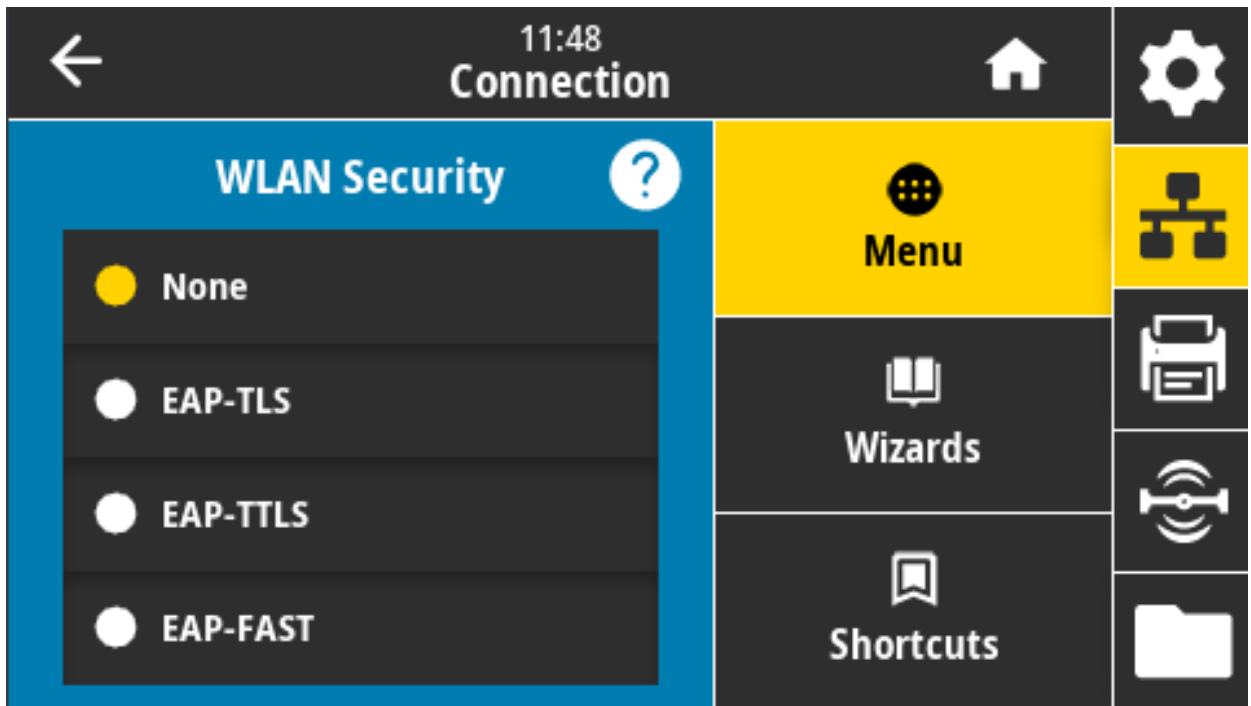 11:48
Connection
WLAN Security
?
None
EAP-TLS
EAP-TTLS
EAP-FAST
Menu
Wizards
Shortcuts